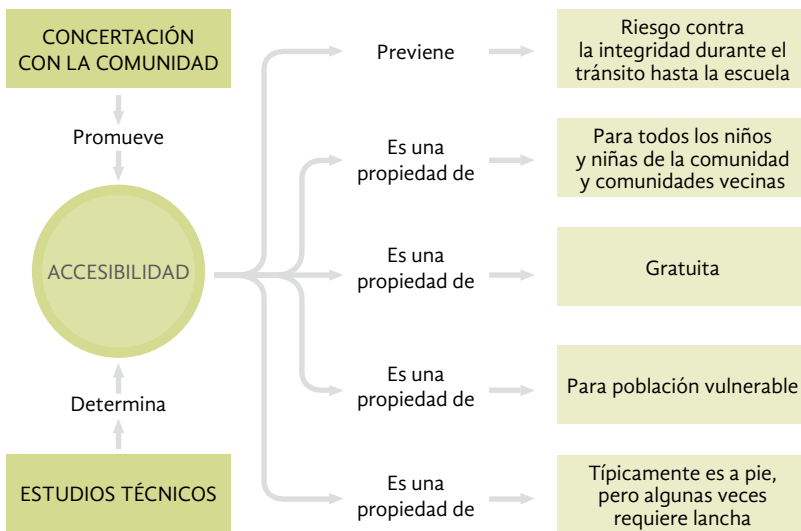 CONCERTACIÓN
CON LA COMUNIDAD
Promueve
ACCESIBILIDAD
Determina
ESTUDIOS TÉCNICOS
Previene
Riesgo contra
la integridad durante el
tránsito hasta la escuela
Es una
propiedad de
Para todos los niños
y niñas de la comunidad
y comunidades vecinas
Es una
propiedad de
Gratuita
Es una
propiedad de
Para población vulnerable
Es una
propiedad de
Típicamente es a pie,
pero algunas veces
requiere lancha